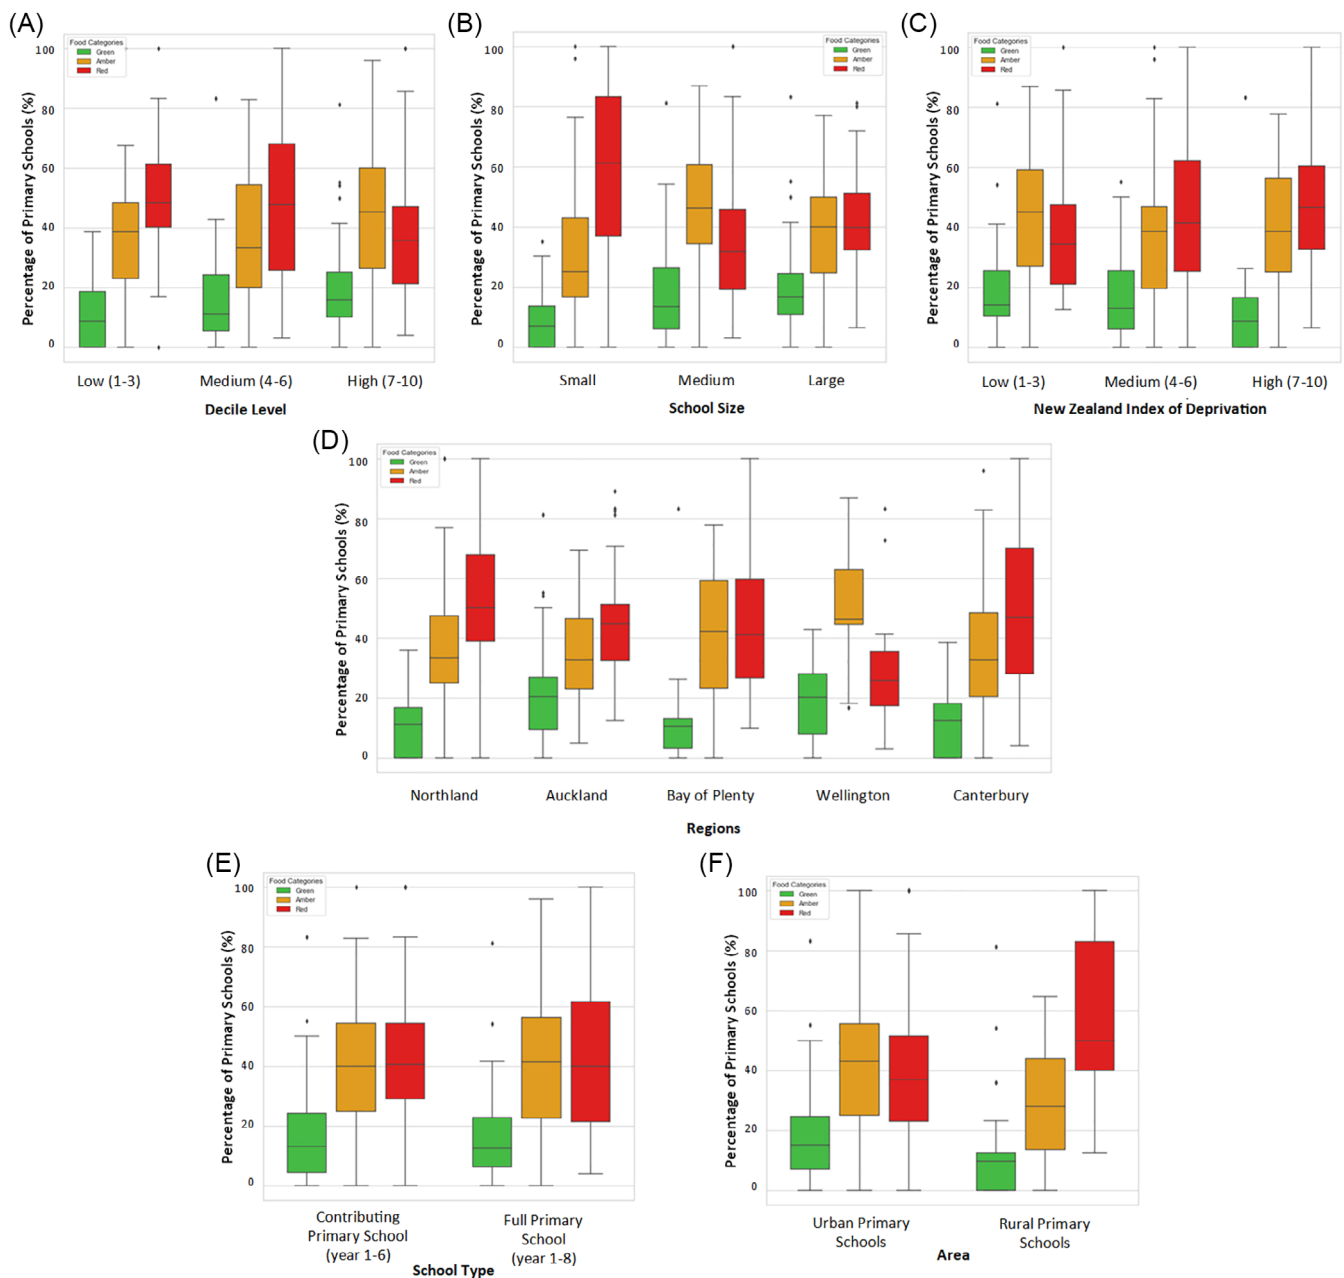 (A)
Food Categories
Green
Amber
Red
Percentage of Primary Schools (%)
100
80
60
40
20
0
Low (1-3)
Medium (4-6)
High (7-10)
Decile Level
(B)
Food Categories
Green
Amber
Red
Percentage of Primary Schools (%)
100
80
60
40
20
0
Small
Medium
Large
School Size
(C)
Food Categories
Green
Amber
Red
Percentage of Primary Schools (%)
100
80
60
40
20
0
Low (1-3)
Medium (4-6)
High (7-10)
New Zealand Index of Deprivation
(D)
Food Categories
Green
Amber
Red
Percentage of Primary Schools (%)
100
80
60
40
20
0
Northland
Auckland
Bay of Plenty
Wellington
Canterbury
Regions
(E)
Food Categories
Green
Amber
Red
Percentage of Primary Schools (%)
100
80
60
40
20
0
Contributing
Primary School
(year 1-6)
Full Primary
School
(year 1-8)
School Type
(F)
Food Categories
Green
Amber
Red
Percentage of Primary Schools (%)
100
80
60
40
20
0
Urban Primary
Schools
Rural Primary
Schools
Area